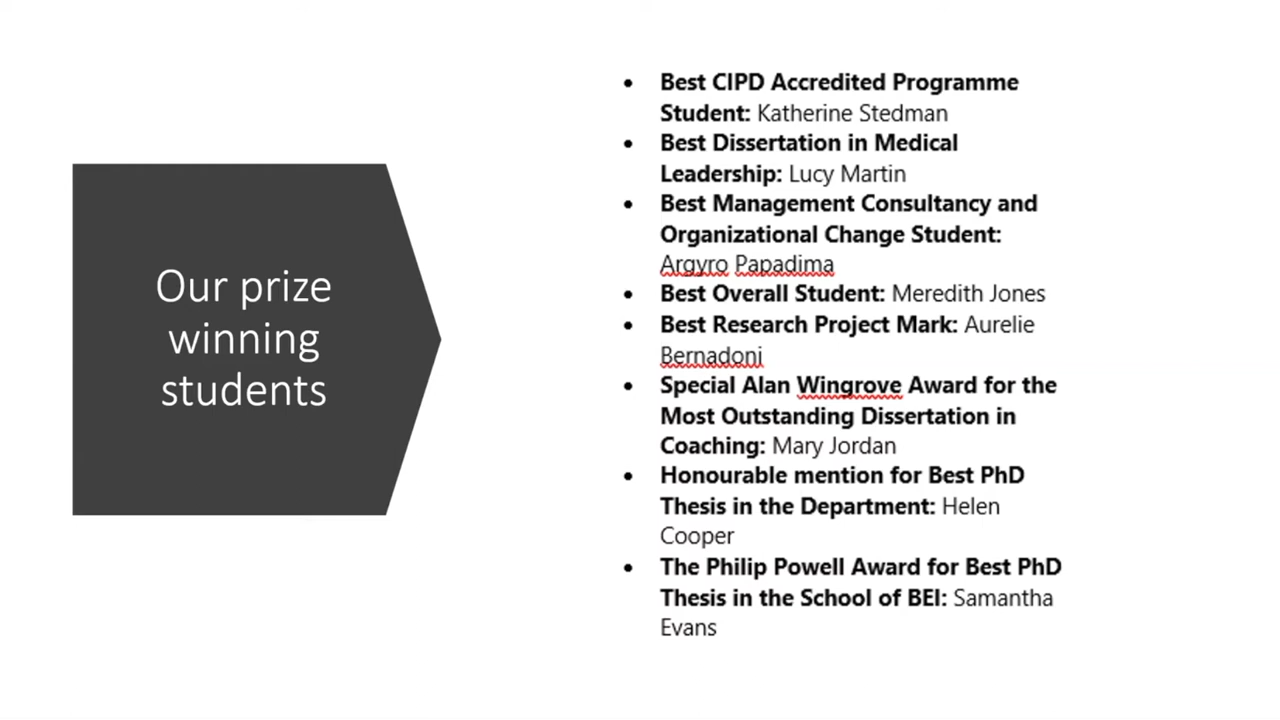 Our prize
winning
students
• Best CIPD Accredited Programme
Student: Katherine Stedman
• Best Dissertation in Medical
Leadership: Lucy Martin
• Best Management Consultancy and
Organizational Change Student:
Argyro Papadima
• Best Overall Student: Meredith Jones
• Best Research Project Mark: Aurelie
Bernadoni
• Special Alan Wingrove Award for the
Most Outstanding Dissertation in
Coaching: Mary Jordan
• Honourable mention for Best PhD
Thesis in the Department: Helen
Cooper
• The Philip Powell Award for Best PhD
Thesis in the School of BEI: Samantha
Evans